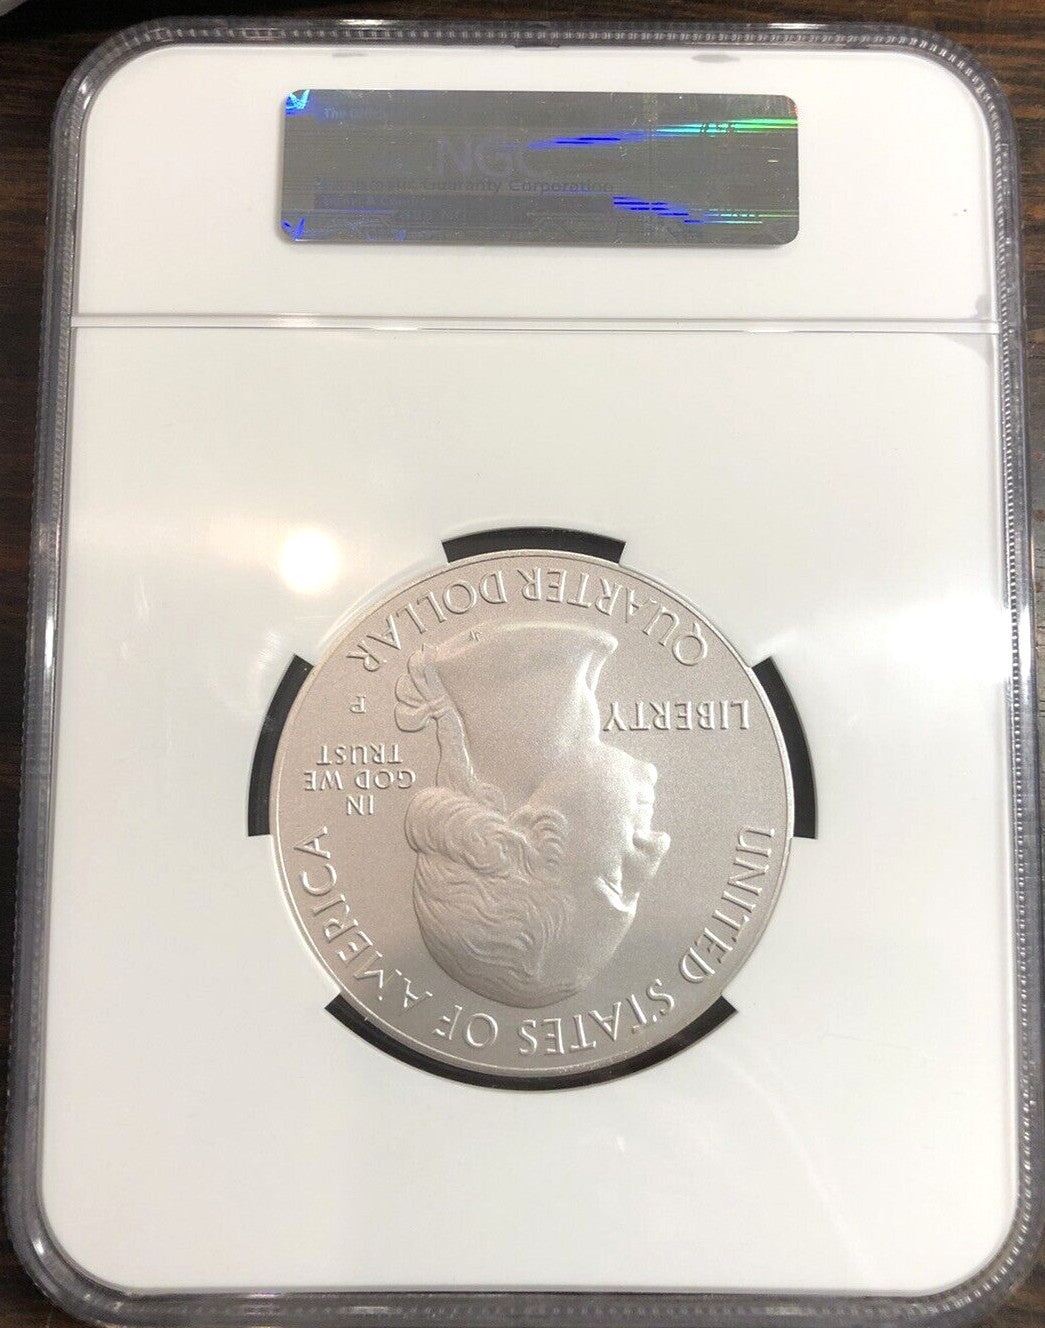 NGC
Numismatic Guaranty Corporation
UNITED STATES OF AMERICA
LIBERTY
IN
GOD WE
TRUST
P
QUARTER DOLLAR